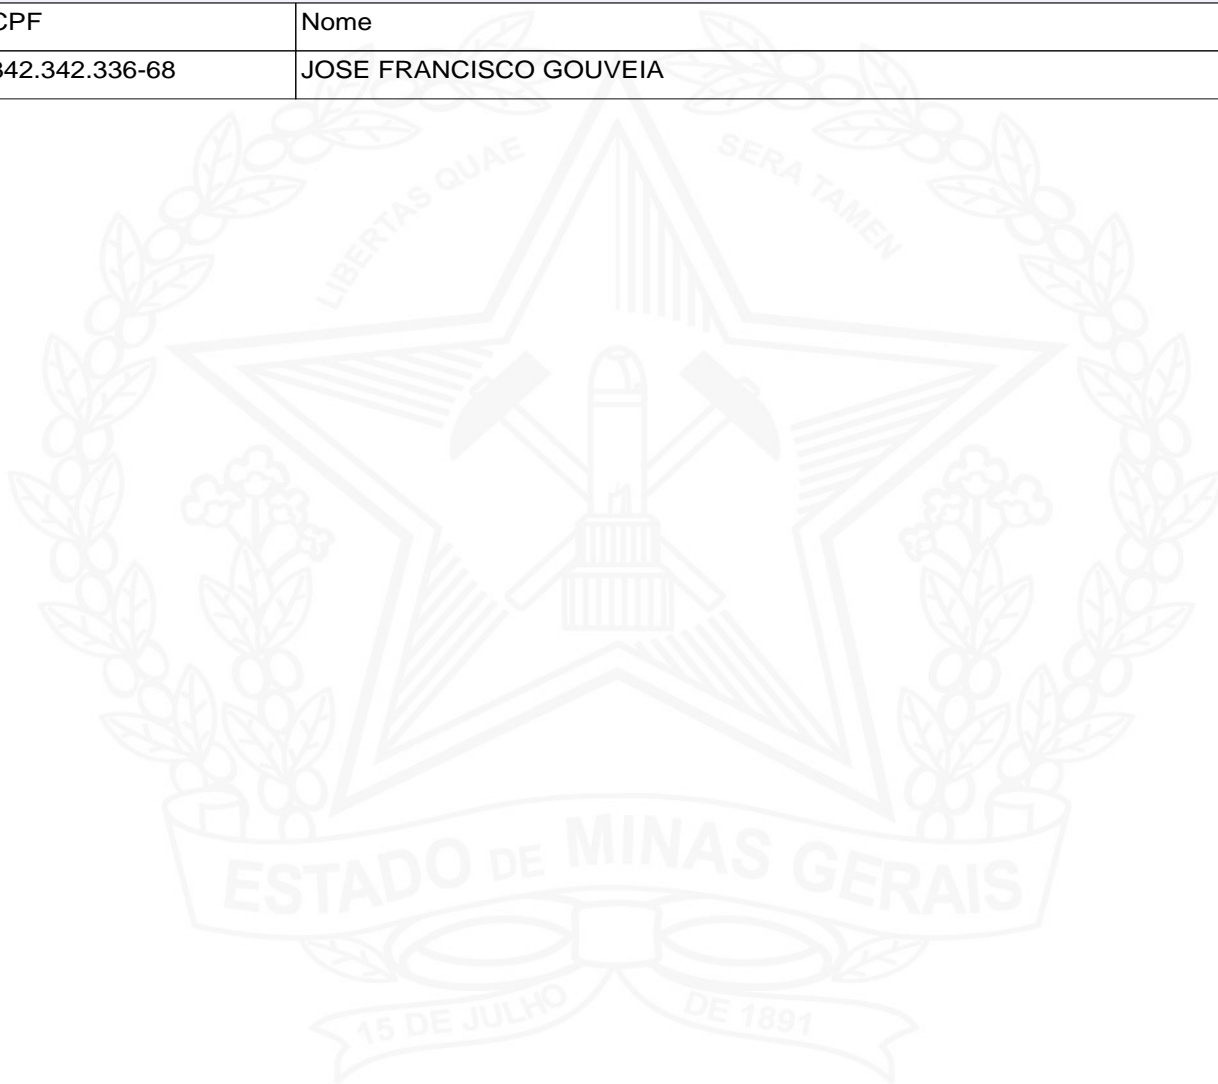 CPF Nome
342.342.336-68 JOSE FRANCISCO GOUVEIA
LIBERTAS QUAE SERA TAMEN
ESTADO DE MINAS GERAIS
15 DE JULHO DE 1891